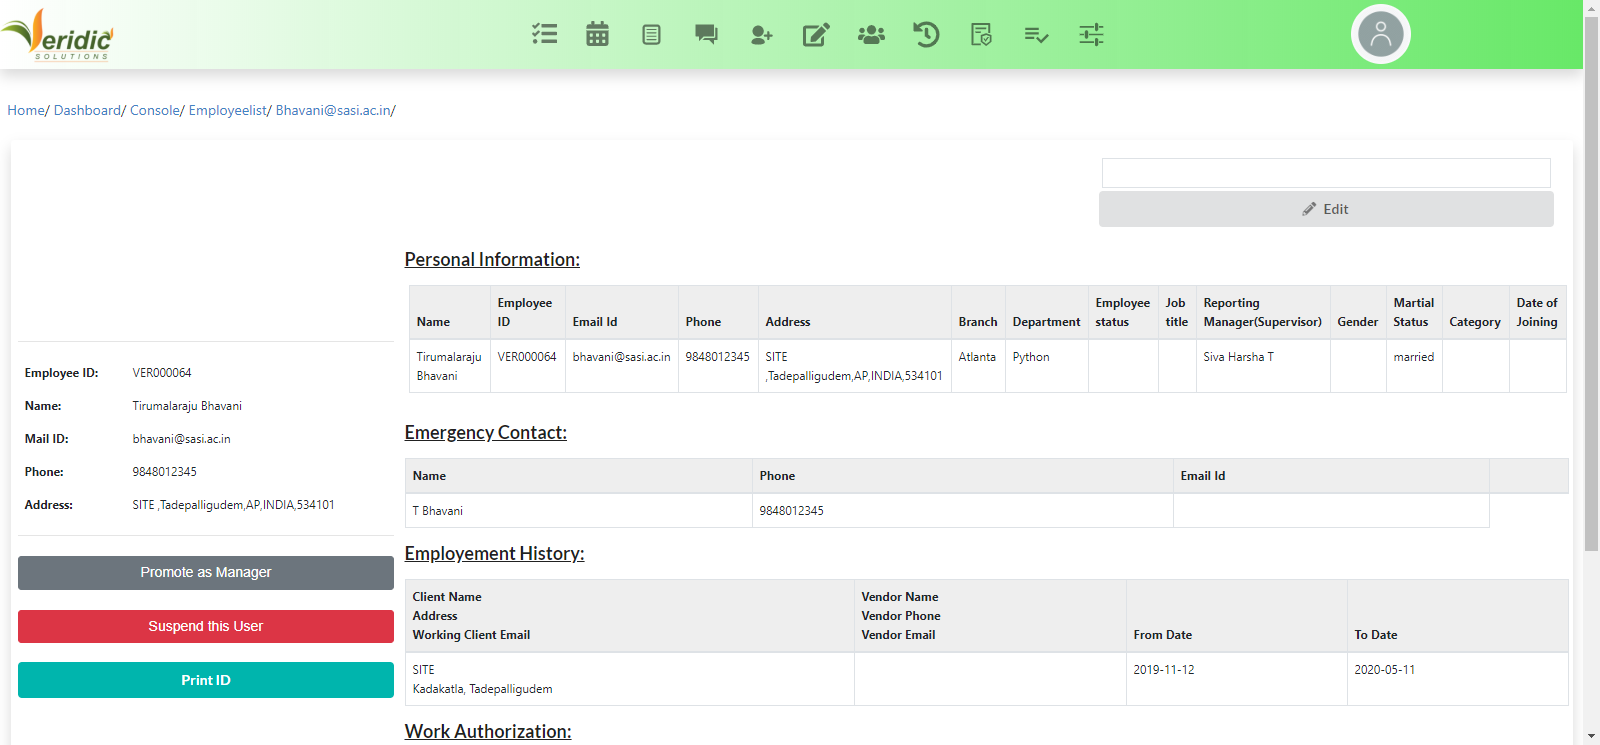 Veridic
SOLUTIONS
Home/ Dashboard/ Console/ Employeelist/ Bhavani@sasi.ac.in/
Edit
Employee ID: VER000064
Name: Tirumalaraju Bhavani
Mail ID: bhavani@sasi.ac.in
Phone: 9848012345
Address: SITE ,Tadepalligudem,AP,INDIA,534101
Promote as Manager
Suspend this User
Print ID
Personal Information:
Employee Employee Job Reporting Martial Date of
Name ID Email Id Phone Address Branch Department status title Manager(Supervisor) Gender Status Category Joining
Tirumalaraju VER000064 bhavani@sasi.ac.in 9848012345 SITE Atlanta Python Siva Harsha T married
Bhavani ,Tadepalligudem,AP,INDIA,534101
Emergency Contact:
Name Phone Email Id
T Bhavani 9848012345
Employement History:
Client Name Vendor Name
Address Vendor Phone
Working Client Email Vendor Email From Date To Date
SITE 2019-11-12 2020-05-11
Kadakatla, Tadepalligudem
Work Authorization: